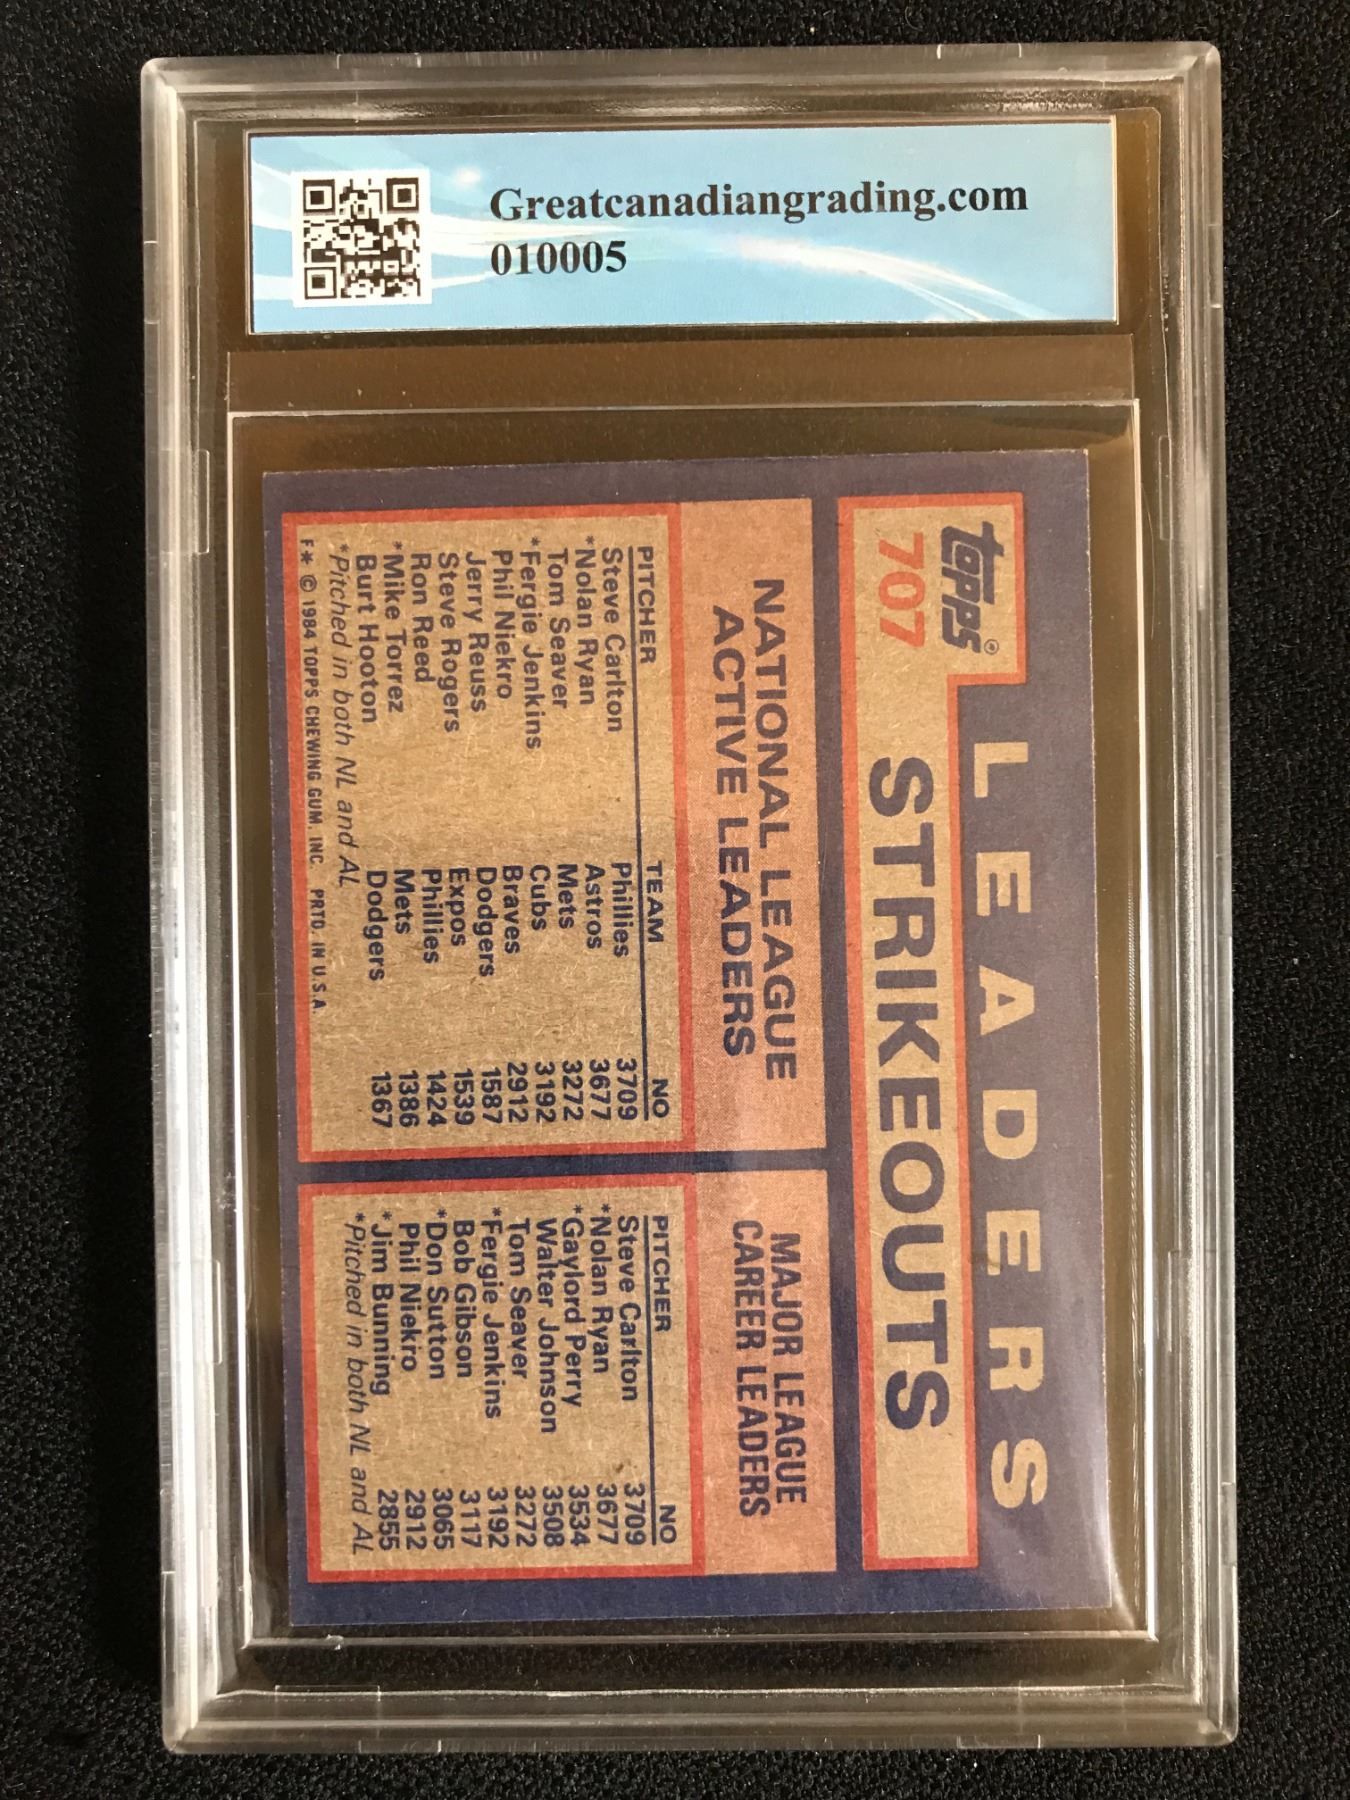 Greatcanadiangrading.com
010005
LEADERS
topps®
707 STRIKEOUTS
NATIONAL LEAGUE
ACTIVE LEADERS
PITCHER TEAM NO
Steve Carlton Phillies 3709
*Nolan Ryan Astros 3677
Tom Seaver Mets 3272
*Fergie Jenkins Cubs 3192
Phil Niekro Braves 2912
Jerry Reuss Dodgers 1587
Steve Rogers Expos 1539
Ron Reed Phillies 1424
*Mike Torrez Mets 1386
Burt Hooton Dodgers 1367
*Pitched in both NL and AL
F* © 1984 TOPPS CHEWING GUM, INC. PRTD. IN U.S.A.
MAJOR LEAGUE
CAREER LEADERS
PITCHER NO
Steve Carlton 3709
*Nolan Ryan 3677
*Gaylord Perry 3534
Walter Johnson 3508
Tom Seaver 3272
*Fergie Jenkins 3192
Bob Gibson 3117
*Don Sutton 3065
Phil Niekro 2912
*Jim Bunning 2855
*Pitched in both NL and AL